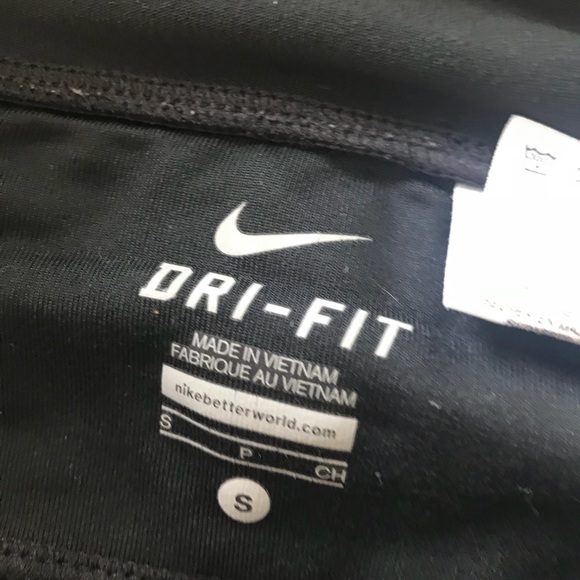 DRI-FIT
MADE IN VIETNAM
FABRIQUE AU VIETNAM
nikebetterworld.com
S P CH
S